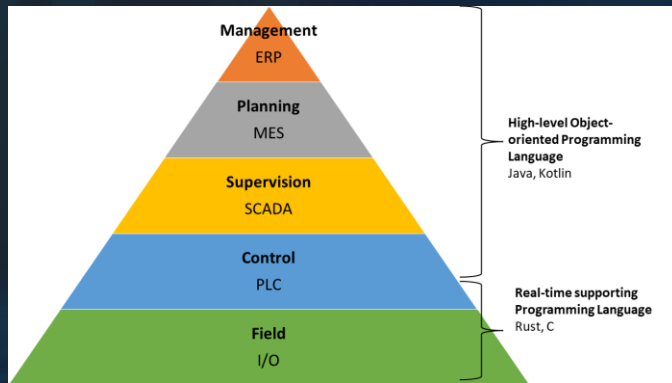 Management
ERP
Planning
MES
Supervision
SCADA
Control
PLC
Field
I/O
High-level Object-
oriented Programming
Language
Java, Kotlin
Real-time supporting
Programming Language
Rust, C